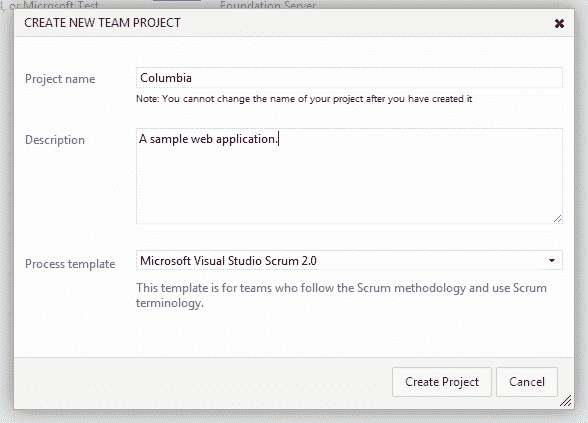 l, or Microsoft Test
Foundation Server
CREATE NEW TEAM PROJECT
Project name
Columbia
Note: You cannot change the name of your project after you have created it
Description
A sample web application.
Process template
Microsoft Visual Studio Scrum 2.0
This template is for teams who follow the Scrum methodology and use Scrum
terminology.
Create Project
Cancel